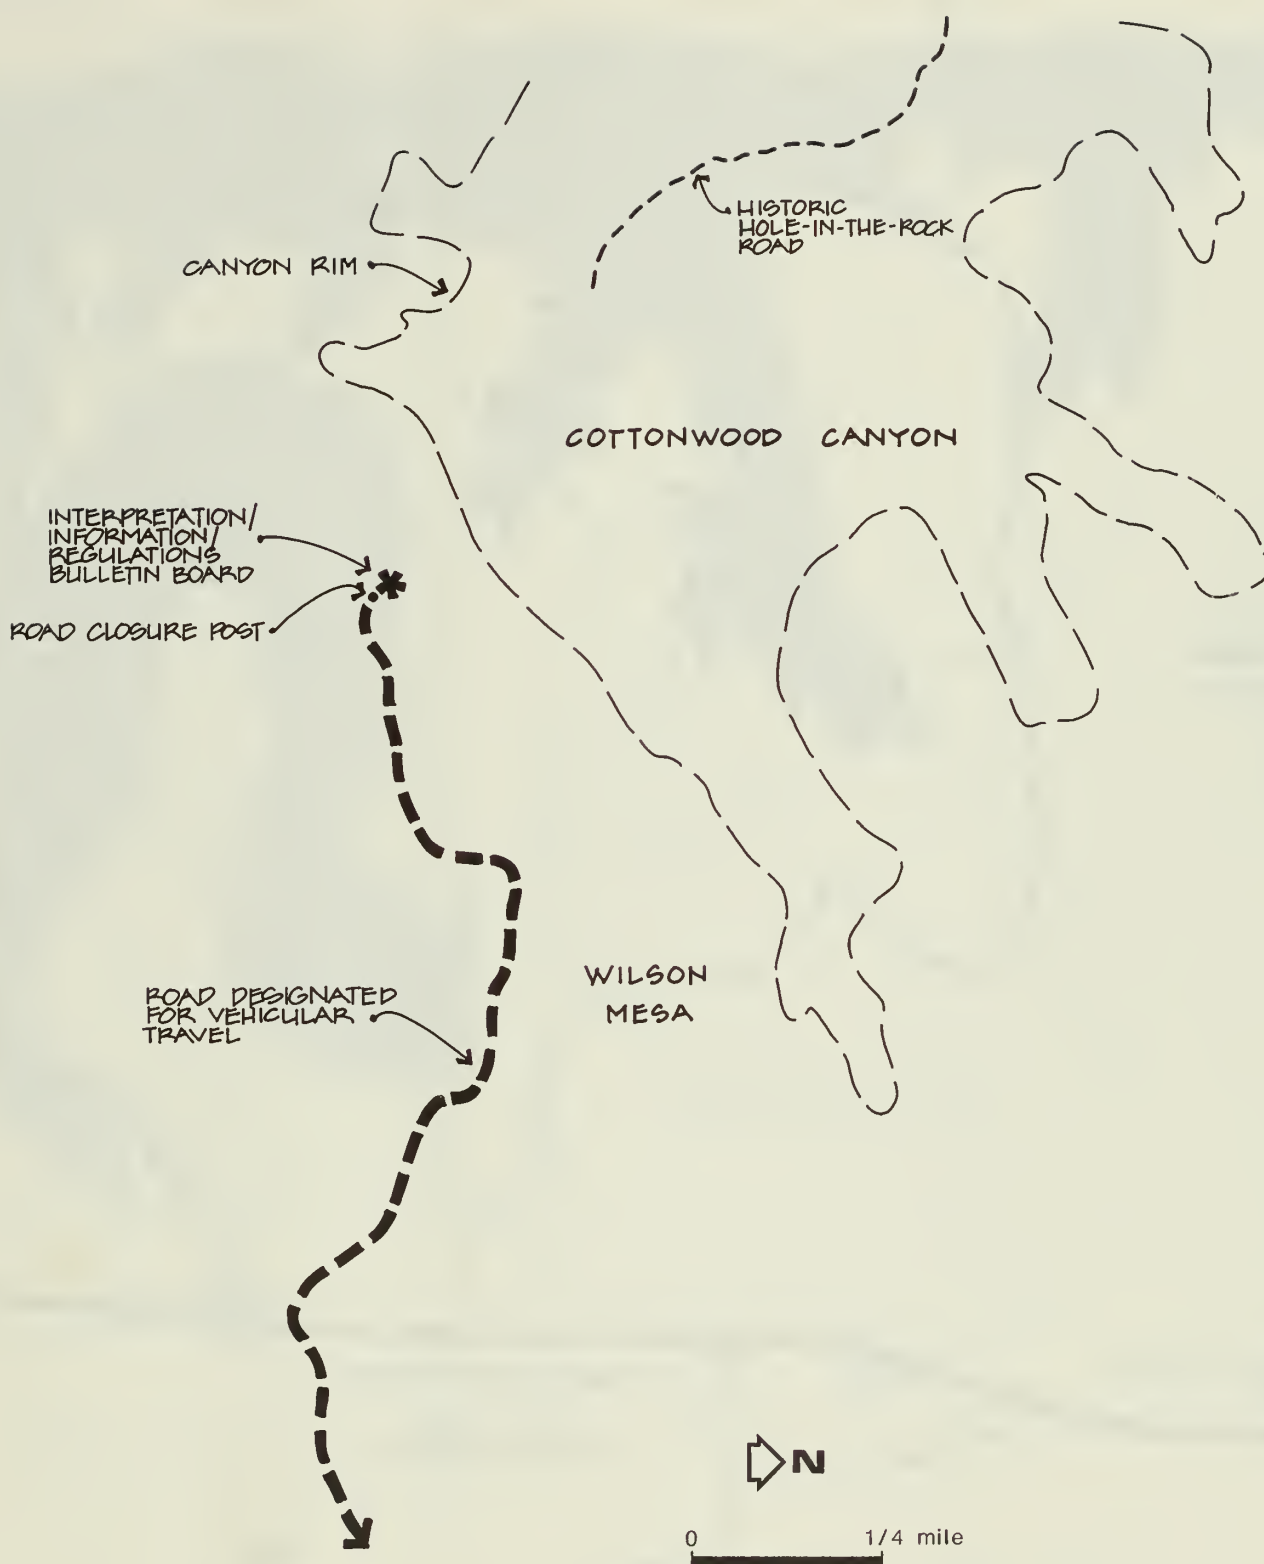 HISTORIC
HOLE-IN-THE-ROCK
ROAD
CANYON RIM
COTTONWOOD CANYON
INTERPRETATION/
INFORMATION/
REGULATIONS
BULLETIN BOARD
ROAD CLOSURE POST
WILSON
MESA
ROAD DESIGNATED
FOR VEHICULAR
TRAVEL
N
0 1/4 mile